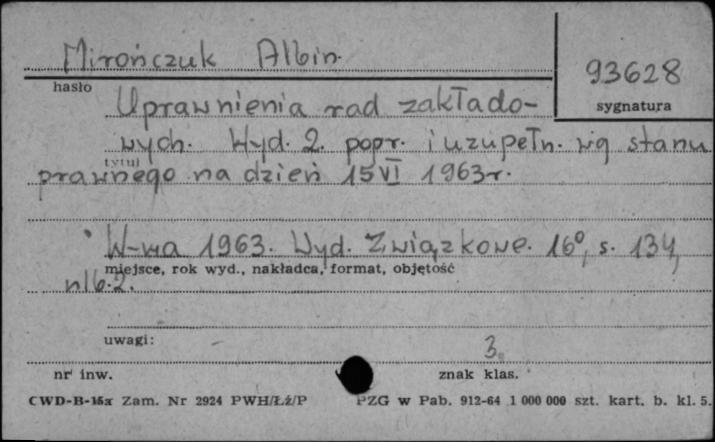 Mirończuk Albin.
93628
hasło
sygnatura
Uprawnienia rad zakłado-
wych. Wyd. 2. popr. i uzupełn. wg stanu
tytuł
prawnego na dzień 15 VI 1963 r.
W-wa 1963. Wyd. Związkowe. 16°, s. 134,
miejsce, rok wyd., nakładca, format, objętość
nlb. 2.
uwagi: -
3.
nr inw.
znak klas.
CWD-B-15a Zam. Nr 2924 PWH/Łź/P PZG w Pab. 912-64 1 000 000 szt. kart. b. kl. 5.